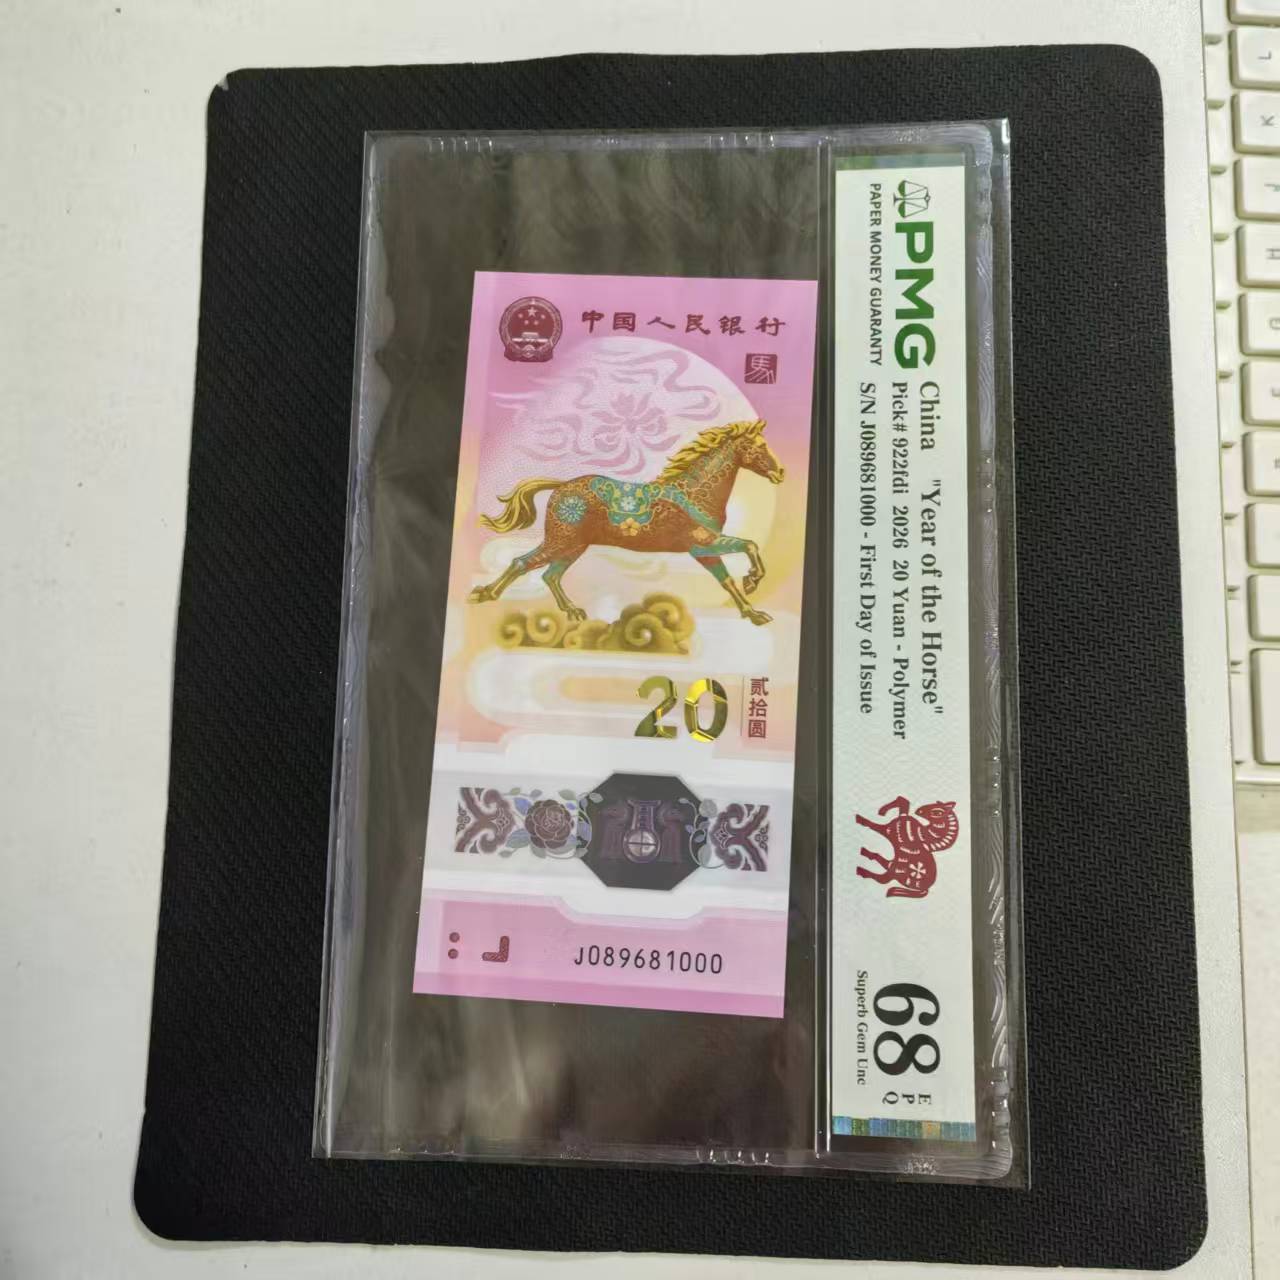 中国人民银行
馬
20
贰拾圆
J089681000
PMG
PAPER MONEY GUARANTY
China "Year of the Horse"
Pick# 922fdi 2026 20 Yuan - Polymer
S/N J089681000 - First Day of Issue
68
EPQ
Superb Gem Unc
L
K
J
H
G